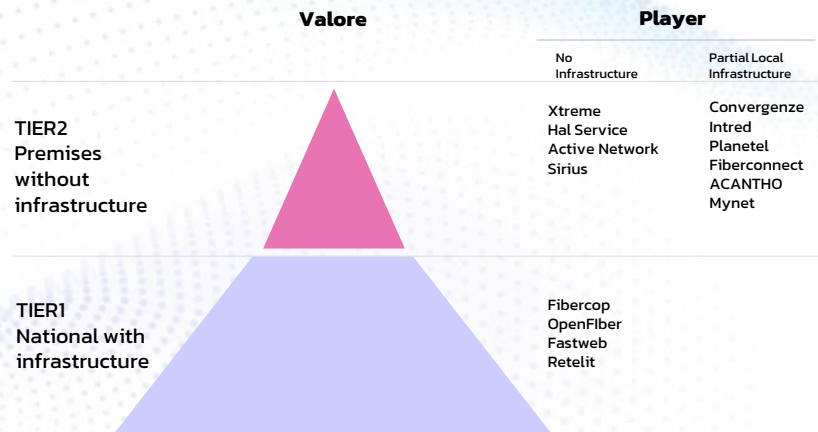 Valore
Player
No
Infrastructure
Partial Local
Infrastructure
TIER2
Premises
without
infrastructure
Xtreme
Hal Service
Active Network
Sirius
Convergenze
Intred
Planetel
Fiberconnect
ACANTHO
Mynet
TIER1
National with
infrastructure
Fibercop
OpenFIber
Fastweb
Retelit